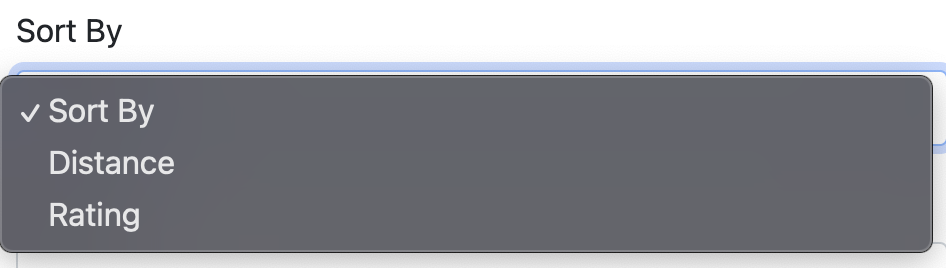 Sort By
✓ Sort By
Distance
Rating